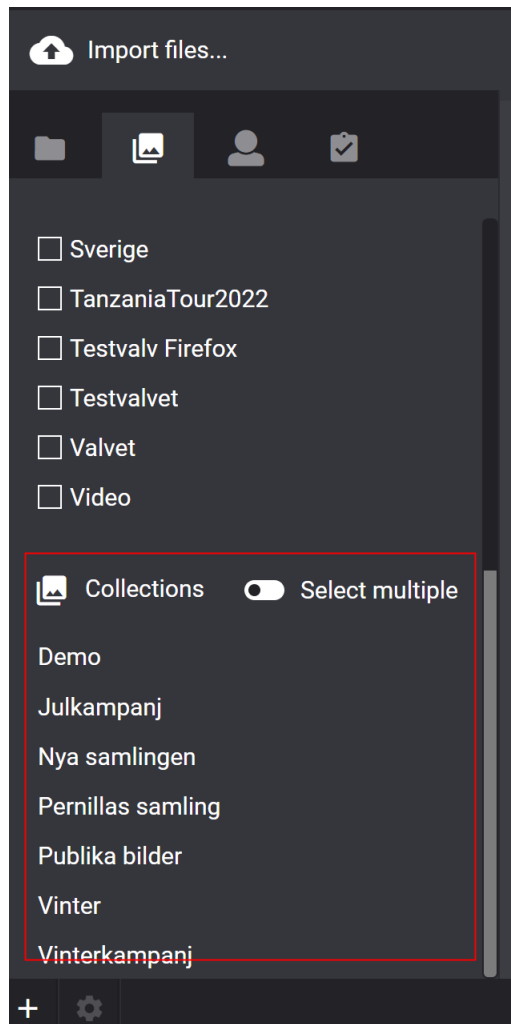 Import files...
Sverige
TanzaniaTour2022
Testvalv Firefox
Testvalvet
Valvet
Video
Collections Select multiple
Demo
Julkampanj
Nya samlingen
Pernillas samling
Publika bilder
Vinter
Vinterkampanj